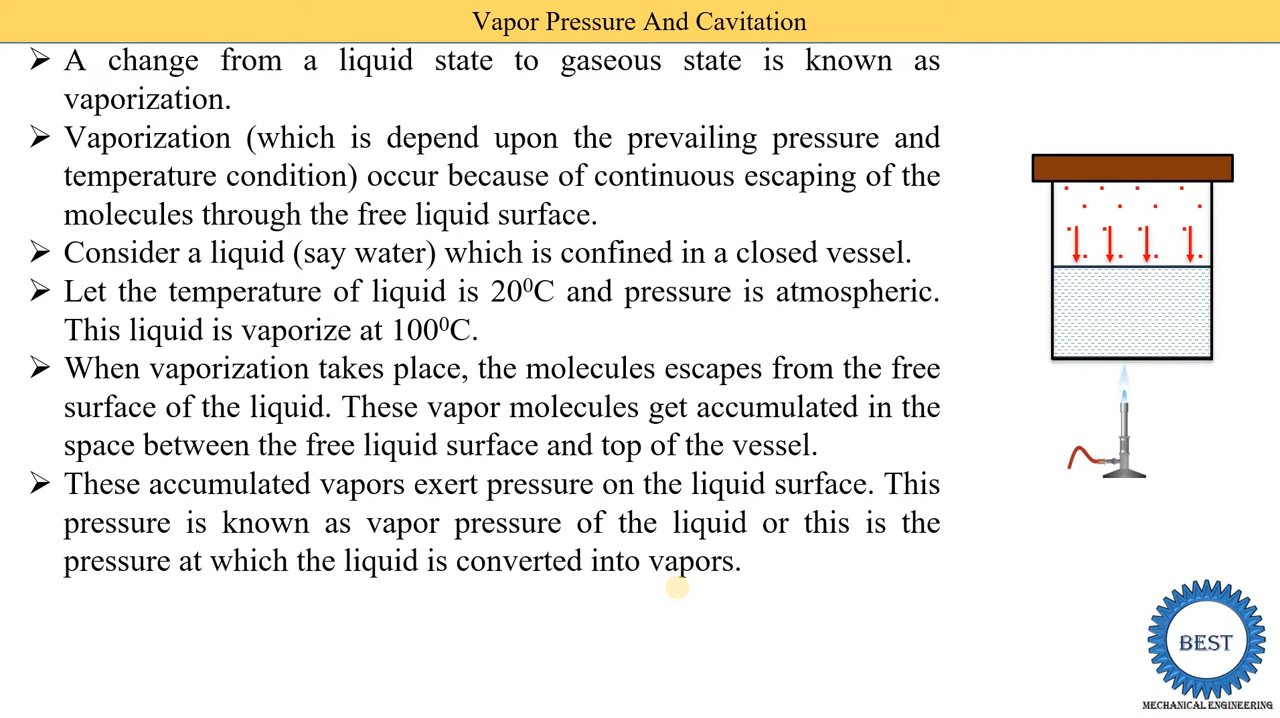 Vapor Pressure And Cavitation
➢ A change from a liquid state to gaseous state is known as
vaporization.
➢ Vaporization (which is depend upon the prevailing pressure and
temperature condition) occur because of continuous escaping of the
molecules through the free liquid surface.
➢ Consider a liquid (say water) which is confined in a closed vessel.
➢ Let the temperature of liquid is 20⁰C and pressure is atmospheric.
This liquid is vaporize at 100⁰C.
➢ When vaporization takes place, the molecules escapes from the free
surface of the liquid. These vapor molecules get accumulated in the
space between the free liquid surface and top of the vessel.
➢ These accumulated vapors exert pressure on the liquid surface. This
pressure is known as vapor pressure of the liquid or this is the
pressure at which the liquid is converted into vapors.
BEST
MECHANICAL ENGINEERING